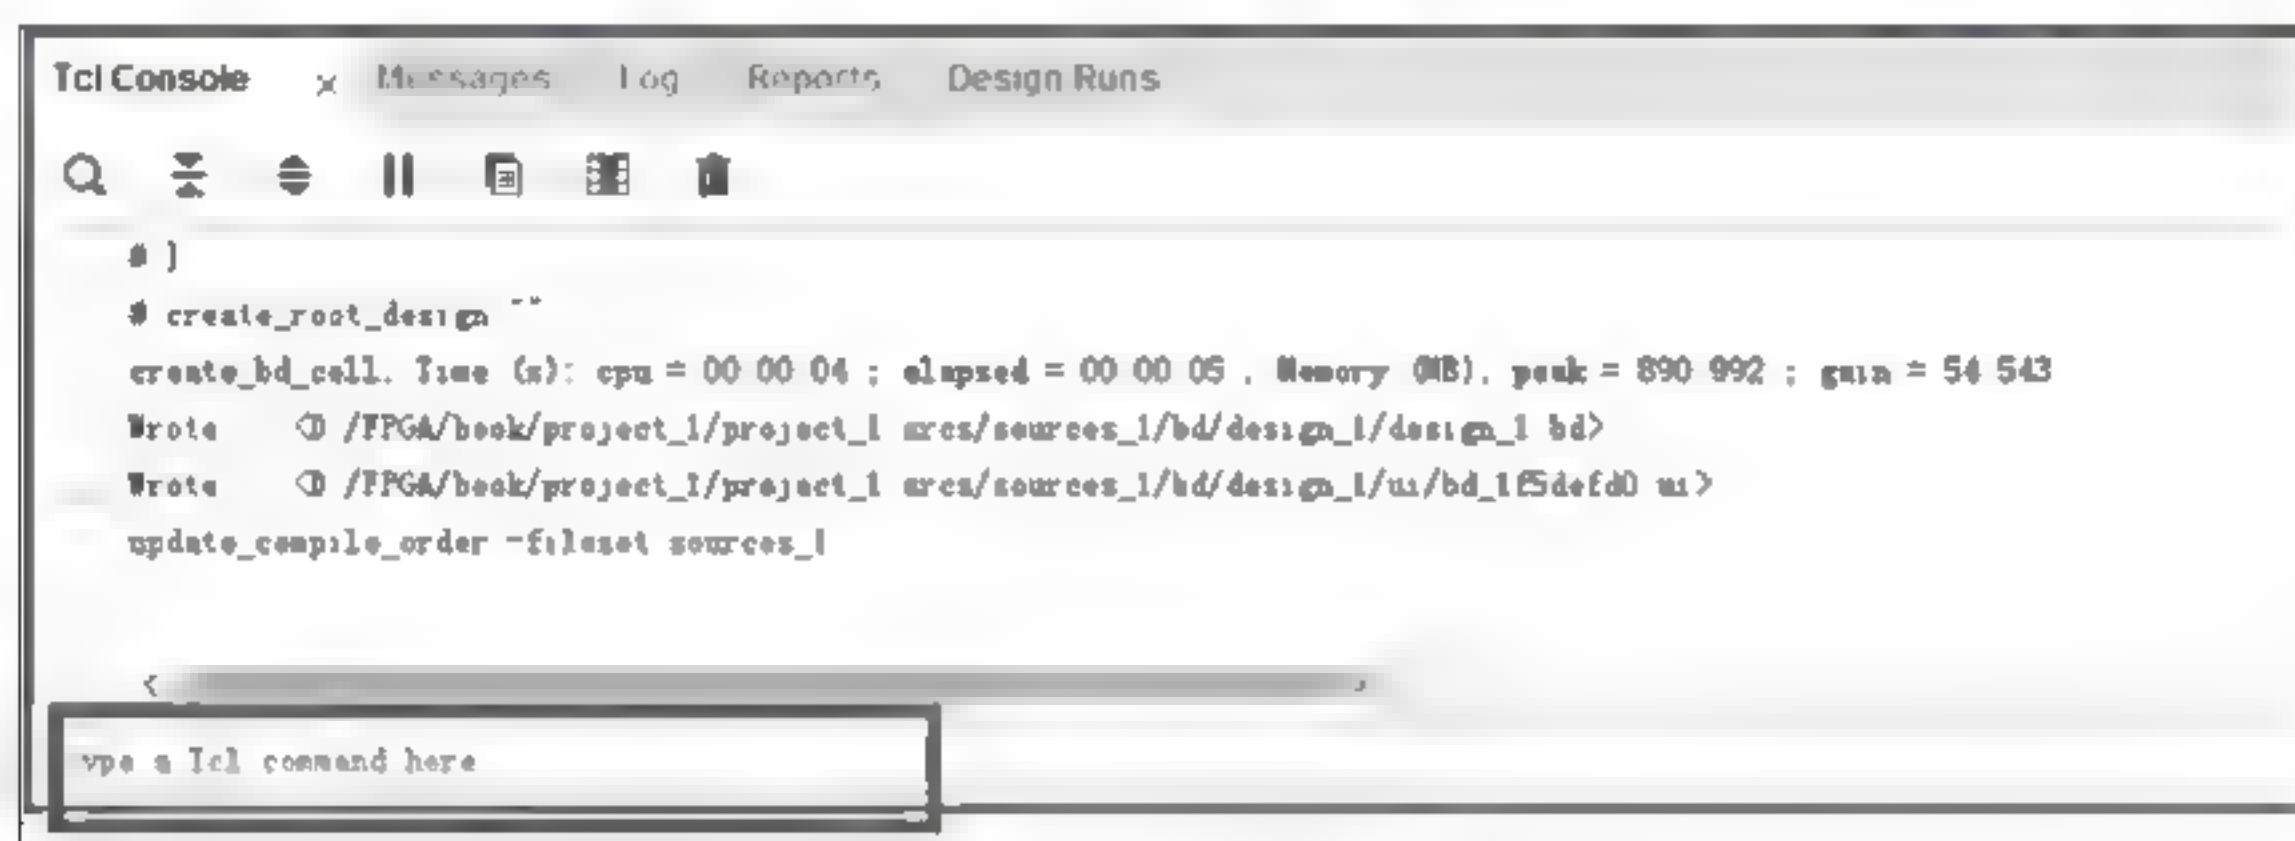 Tcl Console × Messages Log Reports Design Runs
# }
# create_root_design ""
create_bd_cell: Time (s): cpu = 00:00:04 ; elapsed = 00:00:05 . Memory (MB): peak = 890.992 ; gain = 54.543
Wrote : <D:/FPGA/book/project_1/project_1.srcs/sources_1/bd/design_1/design_1.bd>
Wrote : <D:/FPGA/book/project_1/project_1.srcs/sources_1/bd/design_1/ui/bd_1f5defd0.ui>
update_compile_order -fileset sources_1
ype a Tcl command here